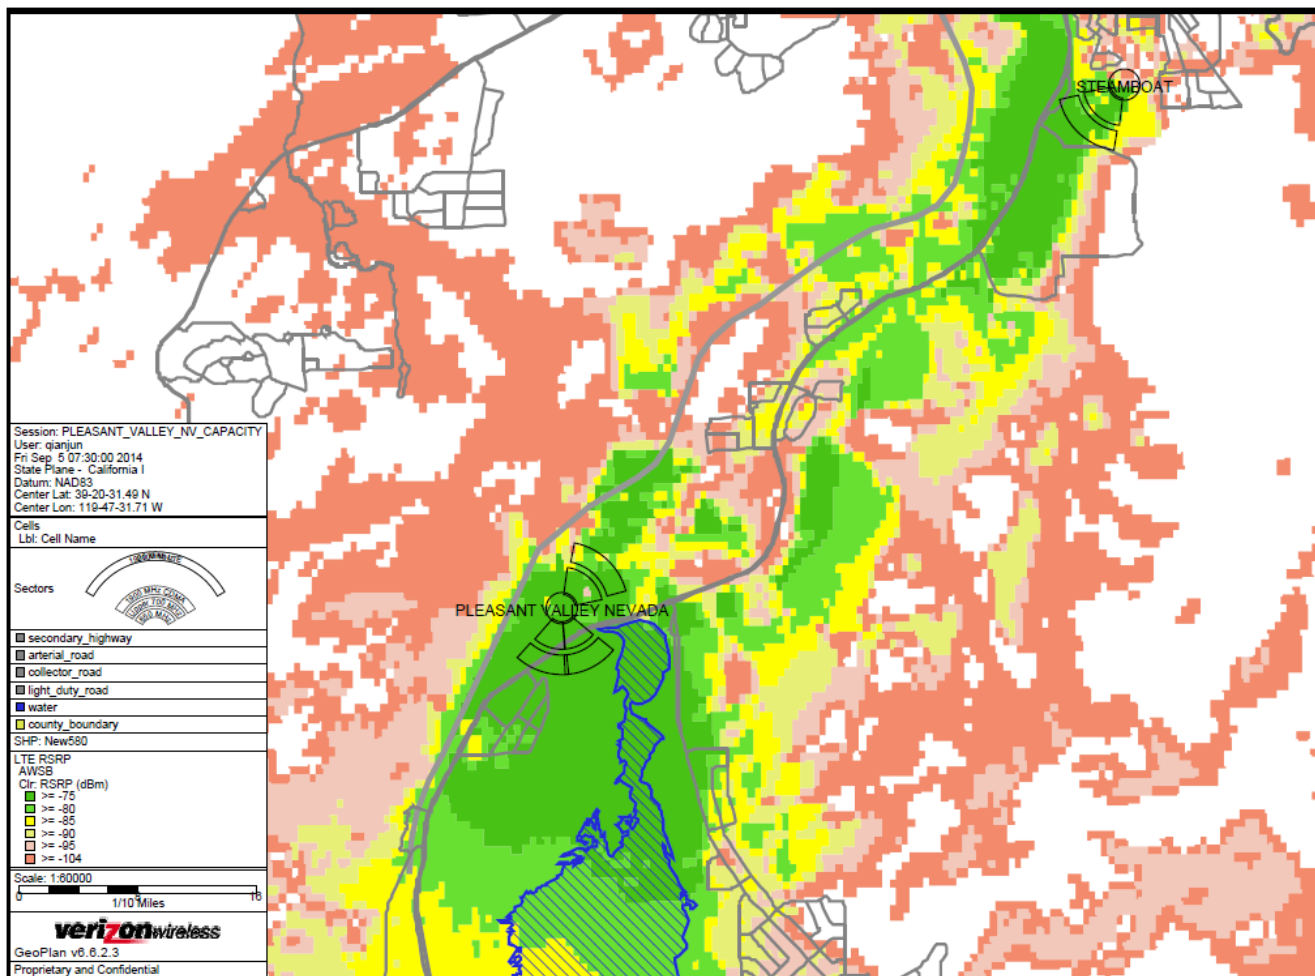 STEAMBOAT
PLEASANT VALLEY NEVADA
Session: PLEASANT_VALLEY_NV_CAPACITY
User: qianjun
Fri Sep 5 07:30:00 2014
State Plane - California I
Datum: NAD83
Center Lat: 39-20-31.49 N
Center Lon: 119-47-31.71 W
Cells
Lbl: Cell Name
Sectors
1900 MHz CDMA
Upper 700 MHz
secondary_highway
arterial_road
collector_road
light_duty_road
water
county_boundary
SHP: New580
LTE RSRP
AWSB
Clr: RSRP (dBm)
>= -75
>= -80
>= -85
>= -90
>= -95
>= -104
Scale: 1:60000
0 16
1/10 Miles
verizonwireless
GeoPlan v6.6.2.3
Proprietary and Confidential